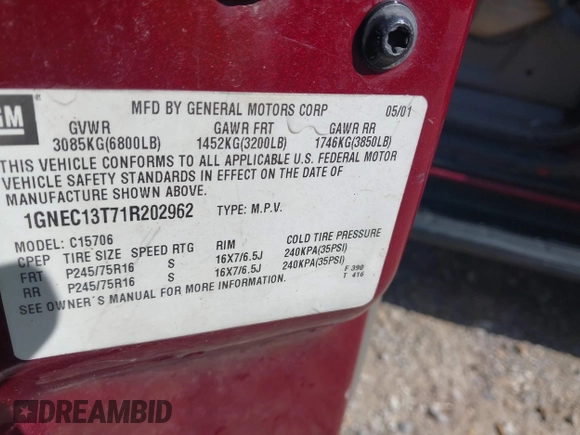 GM ®
MFD BY GENERAL MOTORS CORP 05/01
GVWR GAWR FRT GAWR RR
3085KG(6800LB) 1452KG(3200LB) 1746KG(3850LB)
THIS VEHICLE CONFORMS TO ALL APPLICABLE U.S. FEDERAL MOTOR
VEHICLE SAFETY STANDARDS IN EFFECT ON THE DATE OF
MANUFACTURE SHOWN ABOVE.
1GNEC13T71R202962 TYPE: M.P.V.
MODEL: C15706
CPEP TIRE SIZE SPEED RTG RIM COLD TIRE PRESSURE
FRT P245/75R16 S 16X7/6.5J 240KPA(35PSI)
RR P245/75R16 S 16X7/6.5J 240KPA(35PSI)
SEE OWNER´S MANUAL FOR MORE INFORMATION.
F 390
T 416
DREAMBID